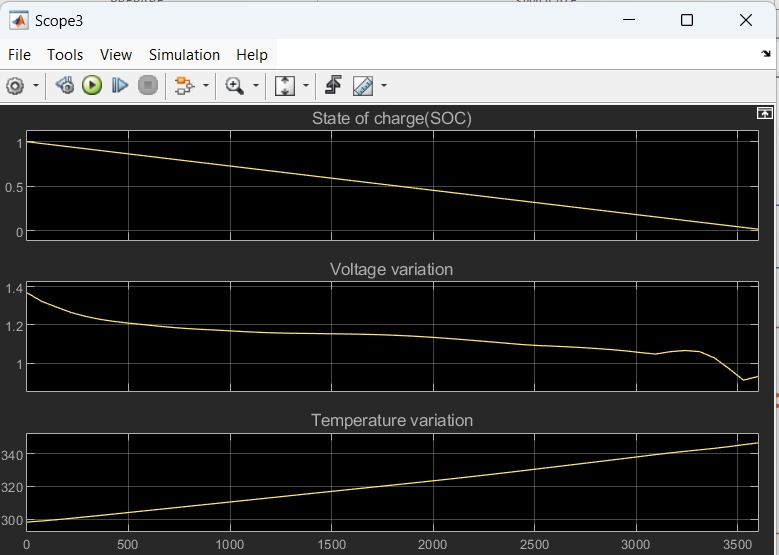 Scope3
File Tools View Simulation Help
State of charge(SOC)
1
0.5
0
Voltage variation
1.4
1.2
1
Temperature variation
340
320
300
0 500 1000 1500 2000 2500 3000 3500